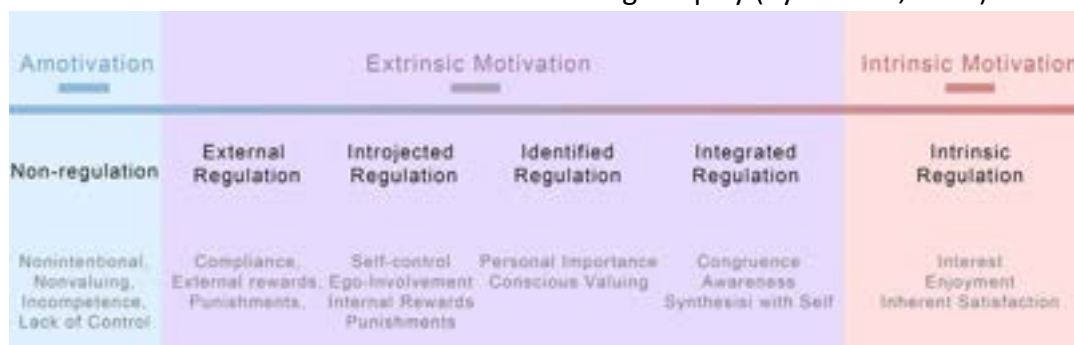 Amotivation
Extrinsic Motivation
Intrinsic Motivation
Non-regulation
External
Regulation
Introjected
Regulation
Identified
Regulation
Integrated
Regulation
Intrinsic
Regulation
Nonintentional,
Nonvaluing,
Incompetence,
Lack of Control
Compliance,
External rewards,
Punishments,
Self-control
Ego-Involvement
Internal Rewards
Punishments
Personal Importance
Conscious Valuing
Congruence
Awareness
Synthesisi with Self
Interest
Enjoyment
Inherent Satisfaction